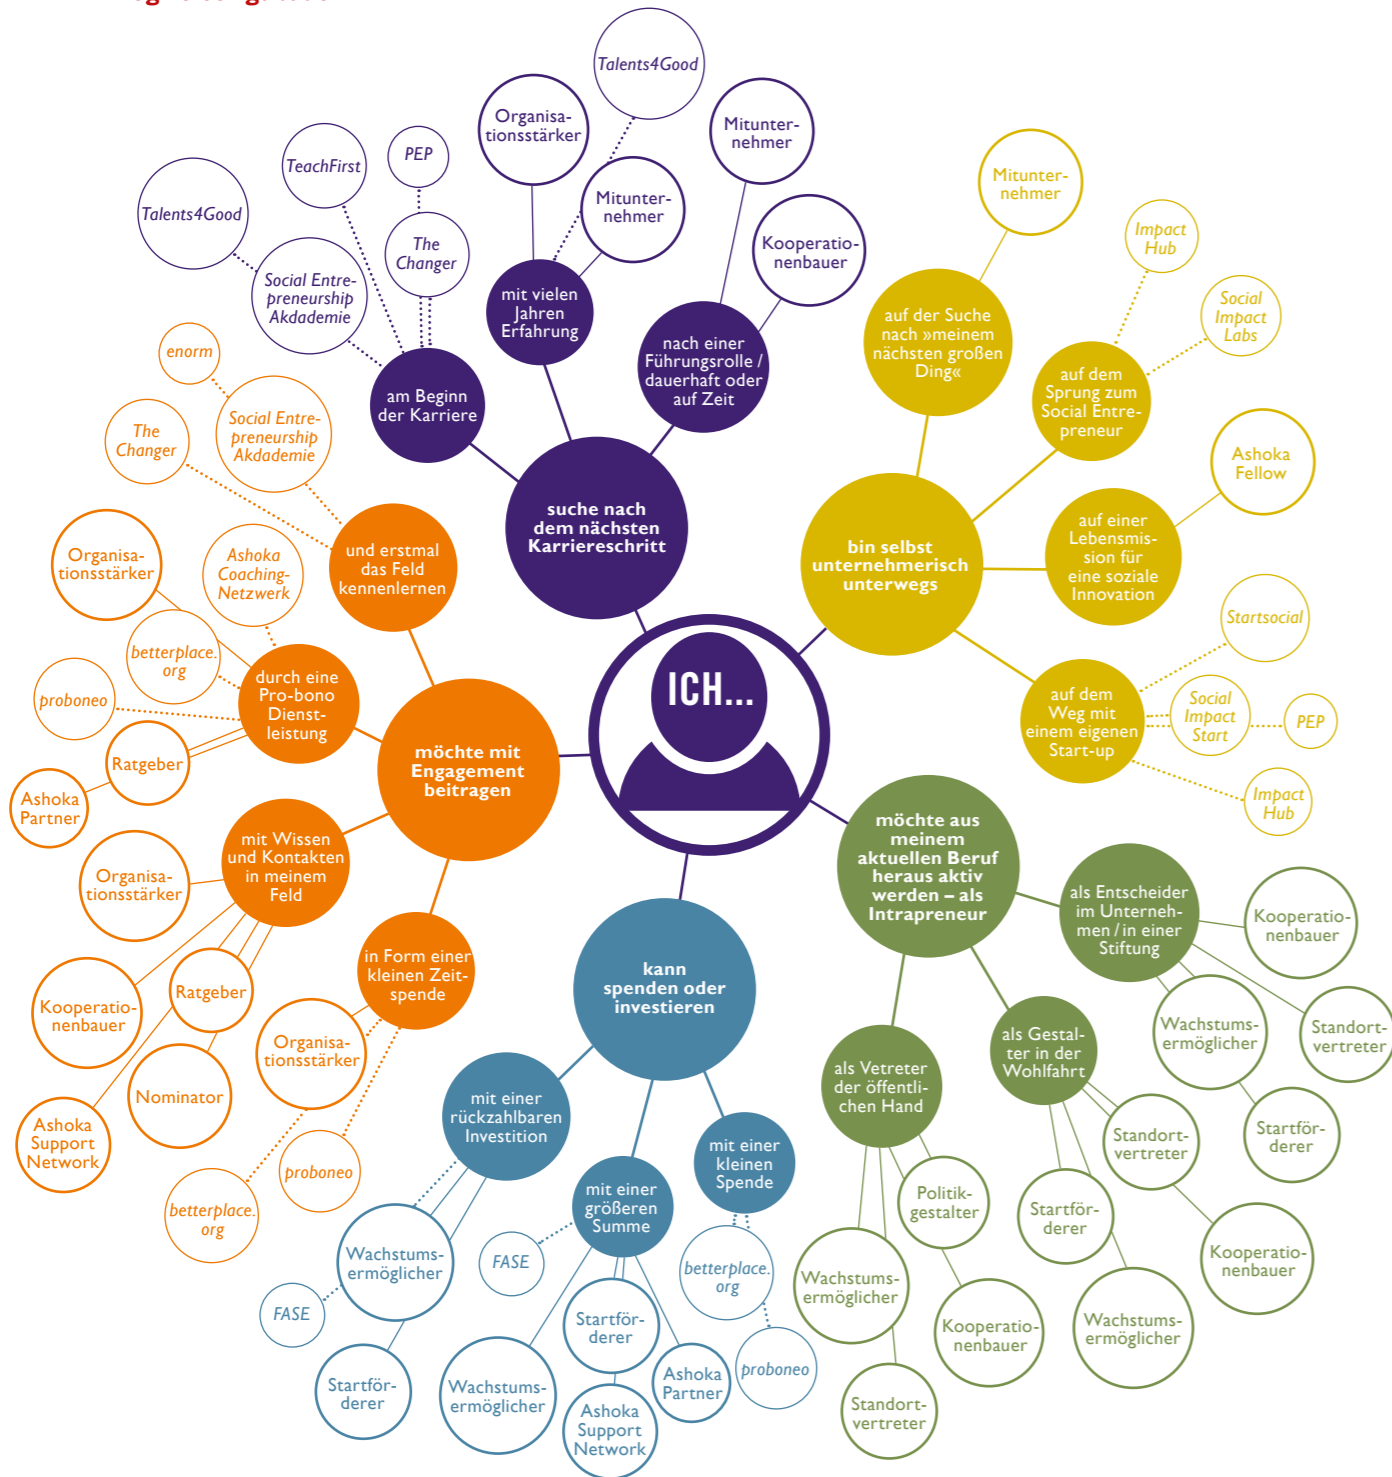 Talents4Good
Organisa-
tionsstärker
Mitunter-
nehmer
TeachFirst
PEP
Mitunter-
nehmer
Talents4Good
The
Changer
Kooperatio-
nenbauer
Social Entre-
preneurship
Akdademie
mit vielen
Jahren
Erfahrung
nach einer
Führungsrolle /
dauerhaft oder
auf Zeit
am Beginn
der Karriere
suche nach
dem nächsten
Karriereschritt
Mitunter-
nehmer
Impact
Hub
Social
Impact
Labs
auf der Suche
nach »meinem
nächsten großen
Ding«
auf dem
Sprung zum
Social Entre-
preneur
Ashoka
Fellow
auf einer
Lebensmis-
sion für
eine soziale
Innovation
bin selbst
unternehmerisch
unterwegs
Startsocial
auf dem
Weg mit
einem eigenen
Start-up
Social
Impact
Start
PEP
Impact
Hub
enorm
Social Entre-
preneurship
Akdademie
The
Changer
und erstmal
das Feld
kennenlernen
Organisa-
tionsstärker
Ashoka
Coaching-
Netzwerk
betterplace.
org
proboneo
durch eine
Pro-bono
Dienst-
leistung
Ratgeber
Ashoka
Partner
möchte mit
Engagement
beitragen
ICH...
mit Wissen
und Kontakten
in meinem
Feld
Organisa-
tionsstärker
Kooperatio-
nenbauer
Ratgeber
Nominator
Ashoka
Support
Network
in Form einer
kleinen Zeit-
spende
Organisa-
tionsstärker
proboneo
betterplace.
org
kann
spenden oder
investieren
mit einer
rückzahlbaren
Investition
Wachstums-
ermöglicher
FASE
Startför-
derer
mit einer
größeren
Summe
FASE
Wachstums-
ermöglicher
Startför-
derer
Ashoka
Support
Network
Ashoka
Partner
mit einer
kleinen
Spende
betterplace.
org
proboneo
möchte aus
meinem
aktuellen Beruf
heraus aktiv
werden – als
Intrapreneur
als Entscheider
im Unterneh-
men / in einer
Stiftung
Kooperatio-
nenbauer
Standort-
vertreter
Wachstums-
ermöglicher
Startför-
derer
als Gestal-
ter in der
Wohlfahrt
Standort-
vertreter
Kooperatio-
nenbauer
Startför-
derer
Wachstums-
ermöglicher
als Vetreter
der öffentli-
chen Hand
Politik-
gestalter
Wachstums-
ermöglicher
Kooperatio-
nenbauer
Standort-
vertreter